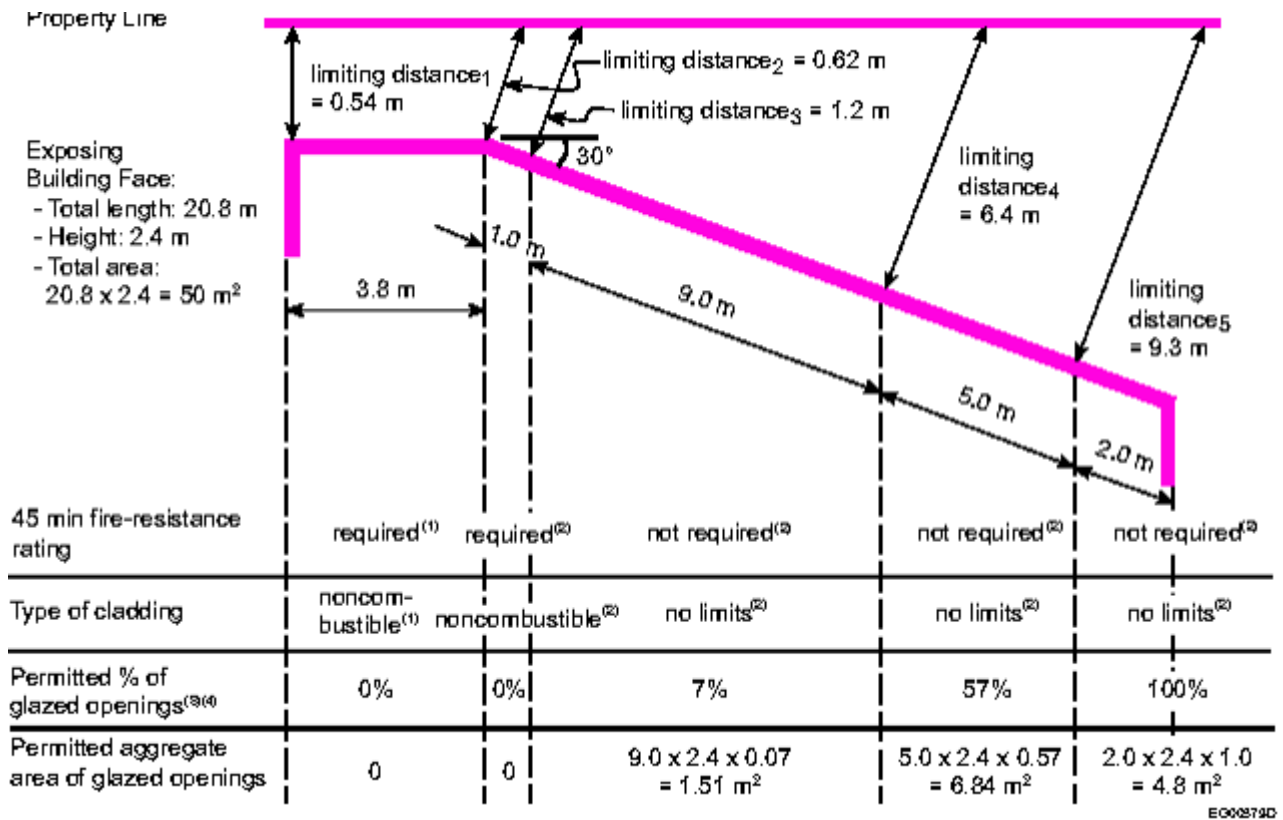 Property Line
limiting distance1
= 0.54 m
limiting distance2 = 0.62 m
limiting distance3 = 1.2 m
30°
Exposing
Building Face:
- Total length: 20.8 m
- Height: 2.4 m
- Total area:
20.8 x 2.4 = 50 m²
limiting
distance4
= 6.4 m
limiting
distance5
= 9.3 m
1.0 m
3.8 m
9.0 m
5.0 m
2.0 m
45 min fire-resistance
rating
required(1)
required(2)
not required(2)
not required(2)
not required(2)
Type of cladding
noncom-
bustible(1)
noncombustible(2)
no limits(2)
no limits(2)
no limits(2)
Permitted % of
glazed openings(3)(4)
0%
0%
7%
57%
100%
Permitted aggregate
area of glazed openings
0
0
9.0 x 2.4 x 0.07
= 1.51 m²
5.0 x 2.4 x 0.57
= 6.84 m²
2.0 x 2.4 x 1.0
= 4.8 m²
EG00879D